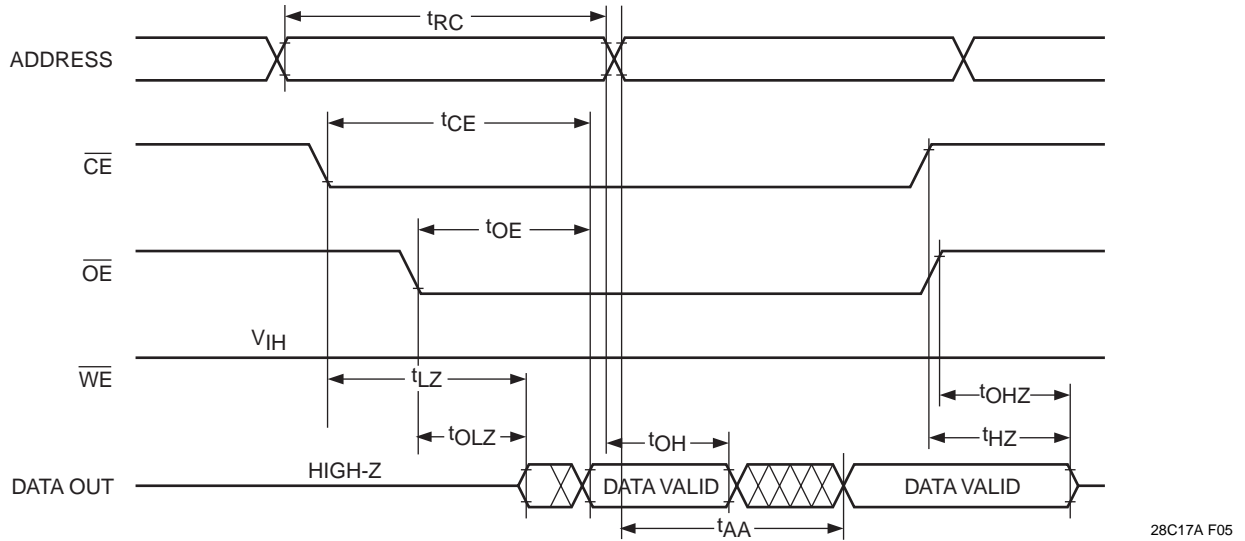 tRC
ADDRESS
tCE
CE
tOE
OE
VIH
WE
tLZ
tOHZ
tOLZ
tOH
tHZ
HIGH-Z
DATA OUT
DATA VALID
DATA VALID
tAA
28C17A F05